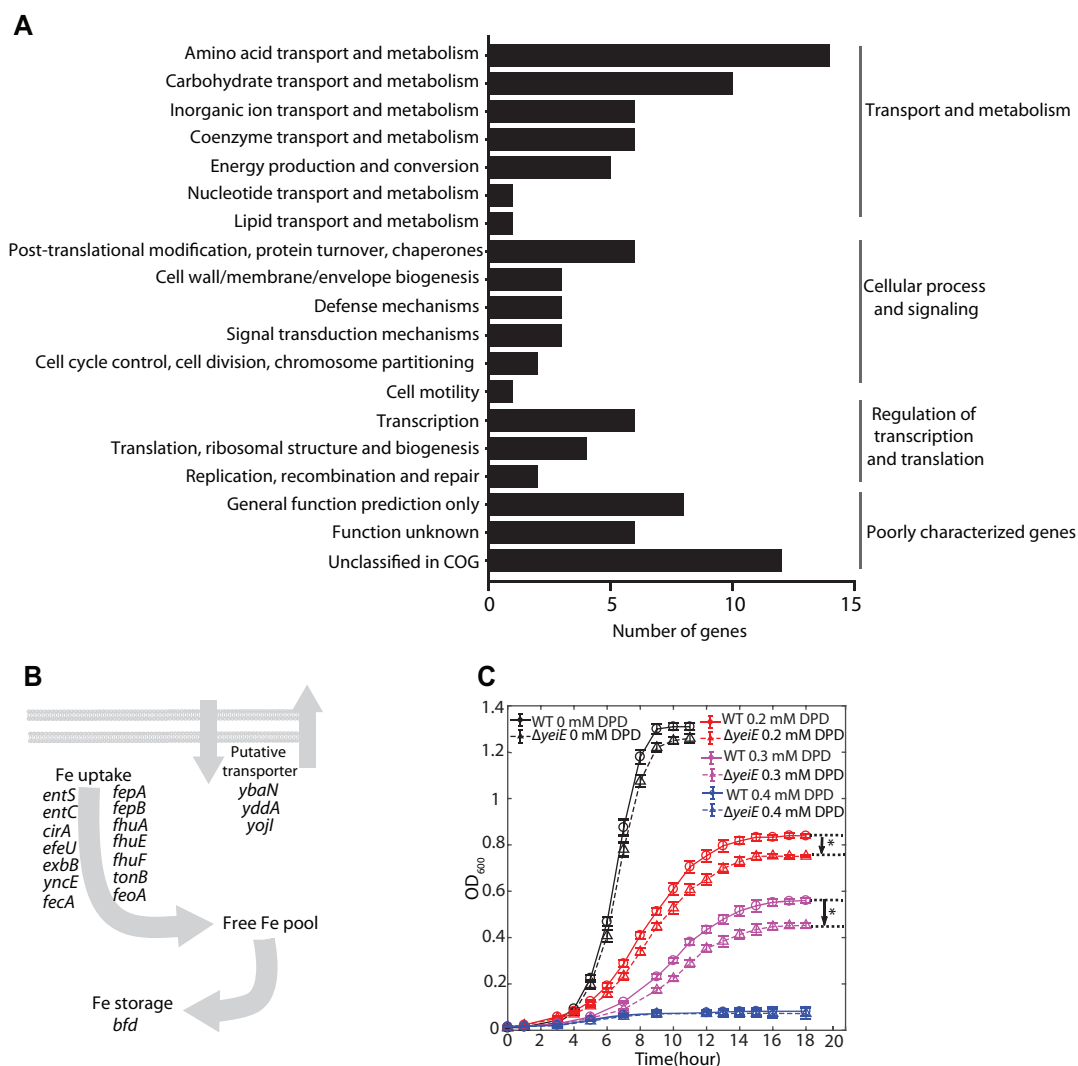 A
Amino acid transport and metabolism
Carbohydrate transport and metabolism
Inorganic ion transport and metabolism
Coenzyme transport and metabolism
Energy production and conversion
Nucleotide transport and metabolism
Lipid transport and metabolism
Post-translational modification, protein turnover, chaperones
Cell wall/membrane/envelope biogenesis
Defense mechanisms
Signal transduction mechanisms
Cell cycle control, cell division, chromosome partitioning
Cell motility
Transcription
Translation, ribosomal structure and biogenesis
Replication, recombination and repair
General function prediction only
Function unknown
Unclassified in COG
Transport and metabolism
Cellular process
and signaling
Regulation of
transcription
and translation
Poorly characterized genes
0 5 10 15
Number of genes
B
Putative
transporter
ybaN
yddA
yojI
Fe uptake
entS
entC
cirA
efeU
exbB
yncE
fecA
fepA
fepB
fhuA
fhuE
fhuF
tonB
feoA
Free Fe pool
Fe storage
bfd
C
WT 0 mM DPD
ΔyeiE 0 mM DPD
WT 0.2 mM DPD
ΔyeiE 0.2 mM DPD
WT 0.3 mM DPD
ΔyeiE 0.3 mM DPD
WT 0.4 mM DPD
ΔyeiE 0.4 mM DPD
1.4
1.2
1
0.8
0.6
0.4
0.2
0
OD600
*
*
0 2 4 6 8 10 12 14 16 18 20
Time(hour)